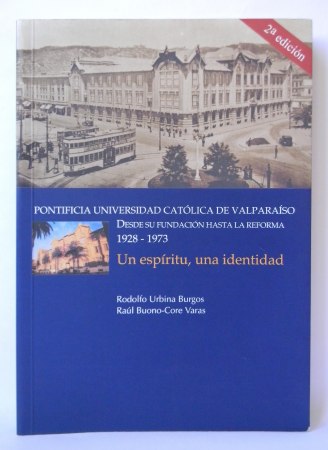 2ª edición
PONTIFICIA UNIVERSIDAD CATÓLICA DE VALPARAÍSO
DESDE SU FUNDACIÓN HASTA LA REFORMA
1928 - 1973
Un espíritu, una identidad
Rodolfo Urbina Burgos
Raúl Buono-Core Varas